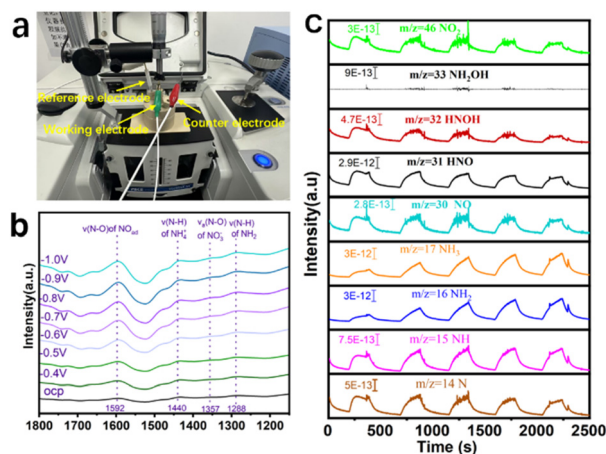 a
Reference electrode
Working electrode
Counter electrode
b
Intensity(a.u.)
ν(N-O)of NOad
ν(N-H)
of NH4+
νs(N-O)
of NO3-
ν(N-H)
of NH2
-1.0V
-0.9V
-0.8V
-0.7V
-0.6V
-0.5V
-0.4V
ocp
1592
1440
1357
1288
1800
1700
1600
1500
1400
1300
1200
c
Intensity(a.u)
3E-13
m/z=46 NO2
9E-13
m/z=33 NH2OH
4.7E-13
m/z=32 HNOH
2.9E-12
m/z=31 HNO
2.8E-13
m/z=30 NO
3E-12
m/z=17 NH3
3E-12
m/z=16 NH2
7.5E-13
m/z=15 NH
5E-13
m/z=14 N
0
500
1000
1500
2000
2500
Time (s)